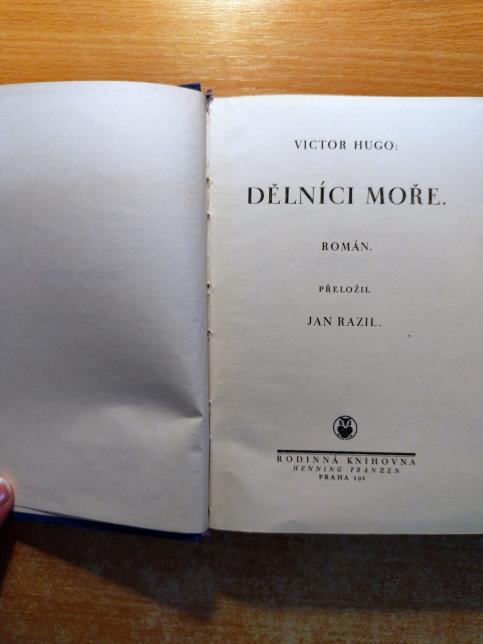 VICTOR HUGO:
DĚLNÍCI MOŘE.
ROMÁN.
PŘELOŽIL
JAN RAZIL.
RODINNÁ KNIHOVNA
HENNING FRANZEN
PRAHA